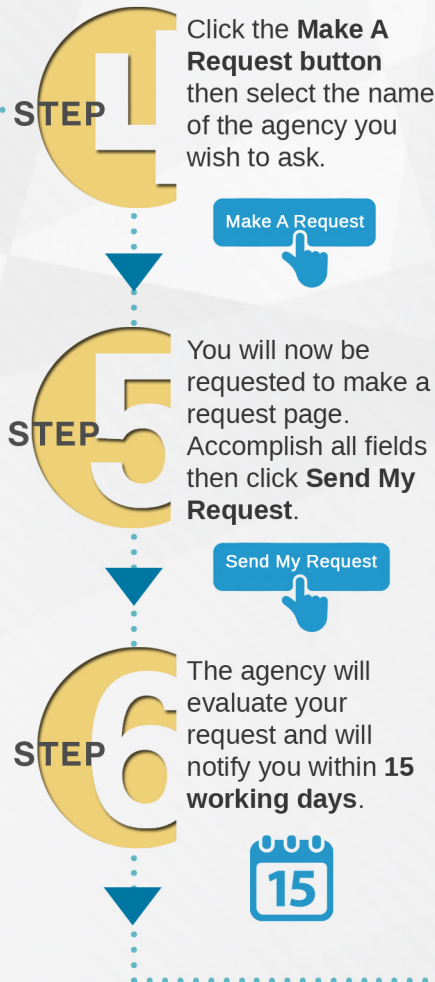 STEP 4
Click the Make A
Request button
then select the name
of the agency you
wish to ask.
Make A Request
STEP 5
You will now be
requested to make a
request page.
Accomplish all fields
then click Send My
Request.
Send My Request
STEP 6
The agency will
evaluate your
request and will
notify you within 15
working days.
15